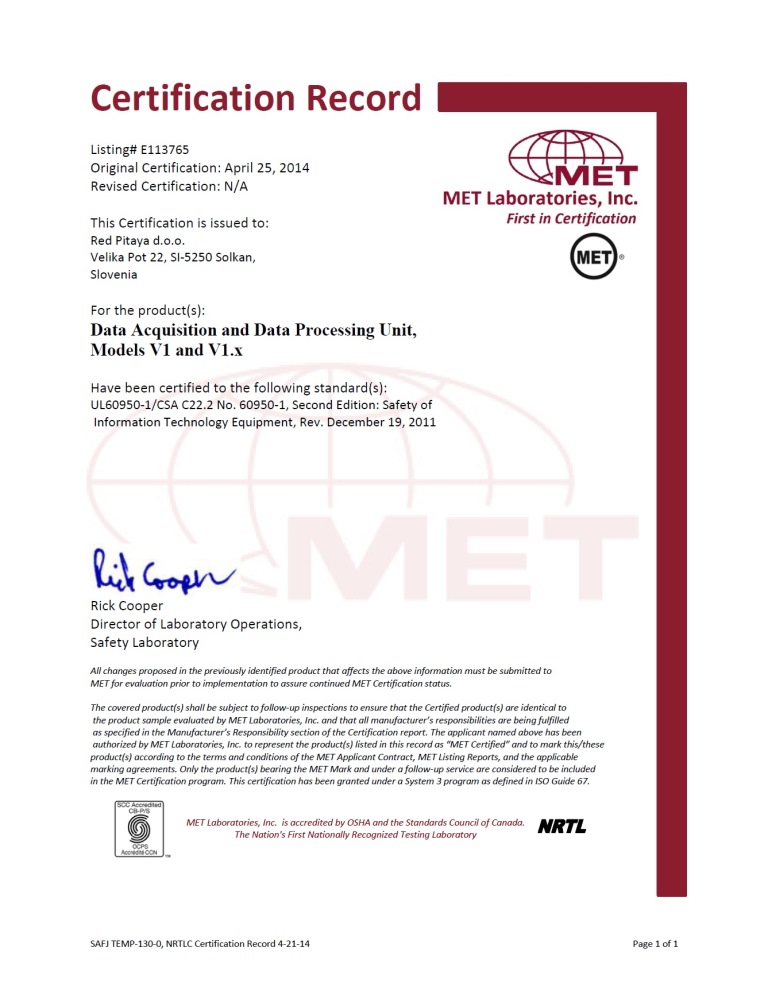 Certification Record
Listing# E113765
Original Certification: April 25, 2014
Revised Certification: N/A
MET
MET Laboratories, Inc.
First in Certification
MET ®
This Certification is issued to:
Red Pitaya d.o.o.
Velika Pot 22, SI-5250 Solkan,
Slovenia
For the product(s):
Data Acquisition and Data Processing Unit,
Models V1 and V1.x
Have been certified to the following standard(s):
UL60950-1/CSA C22.2 No. 60950-1, Second Edition: Safety of
Information Technology Equipment, Rev. December 19, 2011
MET
Rick Cooper
Rick Cooper
Director of Laboratory Operations,
Safety Laboratory
All changes proposed in the previously identified product that affects the above information must be submitted to
MET for evaluation prior to implementation to assure continued MET Certification status.
The covered product(s) shall be subject to follow-up inspections to ensure that the Certified product(s) are identical to
the product sample evaluated by MET Laboratories, Inc. and that all manufacturer's responsibilities are being fulfilled
as specified in the Manufacturer's Responsibility section of the Certification report. The applicant named above has been
authorized by MET Laboratories, Inc. to represent the product(s) listed in this record as "MET Certified" and to mark this/these
product(s) according to the terms and conditions of the MET Applicant Contract, MET Listing Reports, and the applicable
marking agreements. Only the product(s) bearing the MET Mark and under a follow-up service are considered to be included
in the MET Certification program. This certification has been granted under a System 3 program as defined in ISO Guide 67.
SCC Accredited
CB-P/S
OCPS
Accrédité CCN
™
MET Laboratories, Inc. is accredited by OSHA and the Standards Council of Canada.
The Nation's First Nationally Recognized Testing Laboratory
NRTL
SAFJ TEMP-130-0, NRTLC Certification Record 4-21-14
Page 1 of 1